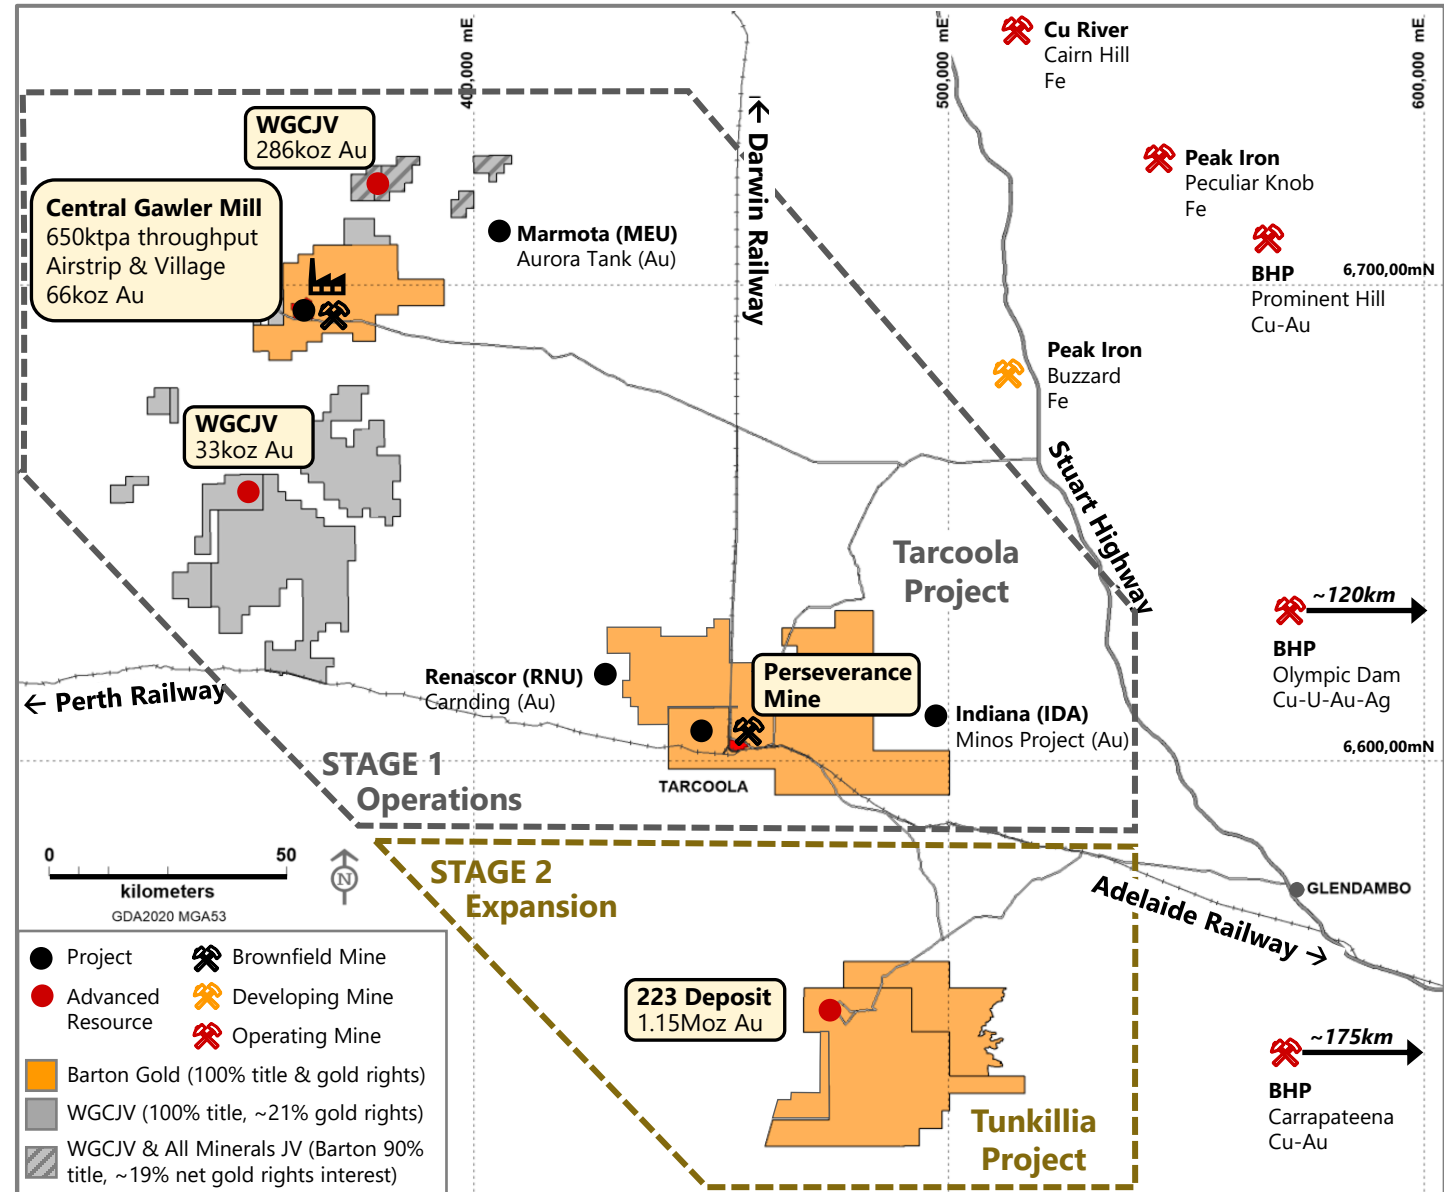 400,000 mE
500,000 mE
600,000 mE
Cu River
Cairn Hill
Fe
WGCJV
286koz Au
← Darwin Railway
Peak Iron
Peculiar Knob
Fe
Central Gawler Mill
650ktpa throughput
Airstrip & Village
66koz Au
Marmota (MEU)
Aurora Tank (Au)
BHP
Prominent Hill
Cu-Au
6,700,00mN
Peak Iron
Buzzard
Fe
WGCJV
33koz Au
Stuart Highway
Tarcoola
Project
~120km
BHP
Olympic Dam
Cu-U-Au-Ag
← Perth Railway
Renascor (RNU)
Carnding (Au)
Perseverance
Mine
Indiana (IDA)
Minos Project (Au)
6,600,00mN
TARCOOLA
STAGE 1
Operations
0 50
kilometers
GDA2020 MGA53
N
STAGE 2
Expansion
GLENDAMBO
Adelaide Railway →
223 Deposit
1.15Moz Au
~175km
BHP
Carrapateena
Cu-Au
Tunkillia
Project
Project
Brownfield Mine
Advanced
Resource
Developing Mine
Operating Mine
Barton Gold (100% title & gold rights)
WGCJV (100% title, ~21% gold rights)
WGCJV & All Minerals JV (Barton 90%
title, ~19% net gold rights interest)